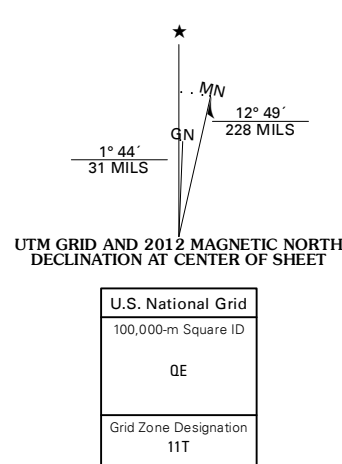 ★
MN
GN
12° 49´
228 MILS
1° 44´
31 MILS
UTM GRID AND 2012 MAGNETIC NORTH
DECLINATION AT CENTER OF SHEET
U.S. National Grid
100,000-m Square ID
QE
Grid Zone Designation
11T